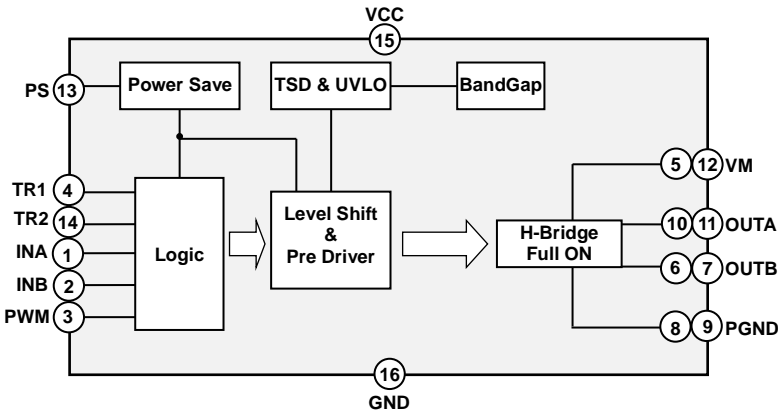 VCC
15
PS 13
Power Save
TSD & UVLO
BandGap
TR1 4
TR2 14
INA 1
INB 2
PWM 3
Logic
Level Shift
&
Pre Driver
H-Bridge
Full ON
5 12 VM
10 11 OUTA
6 7 OUTB
8 9 PGND
16
GND